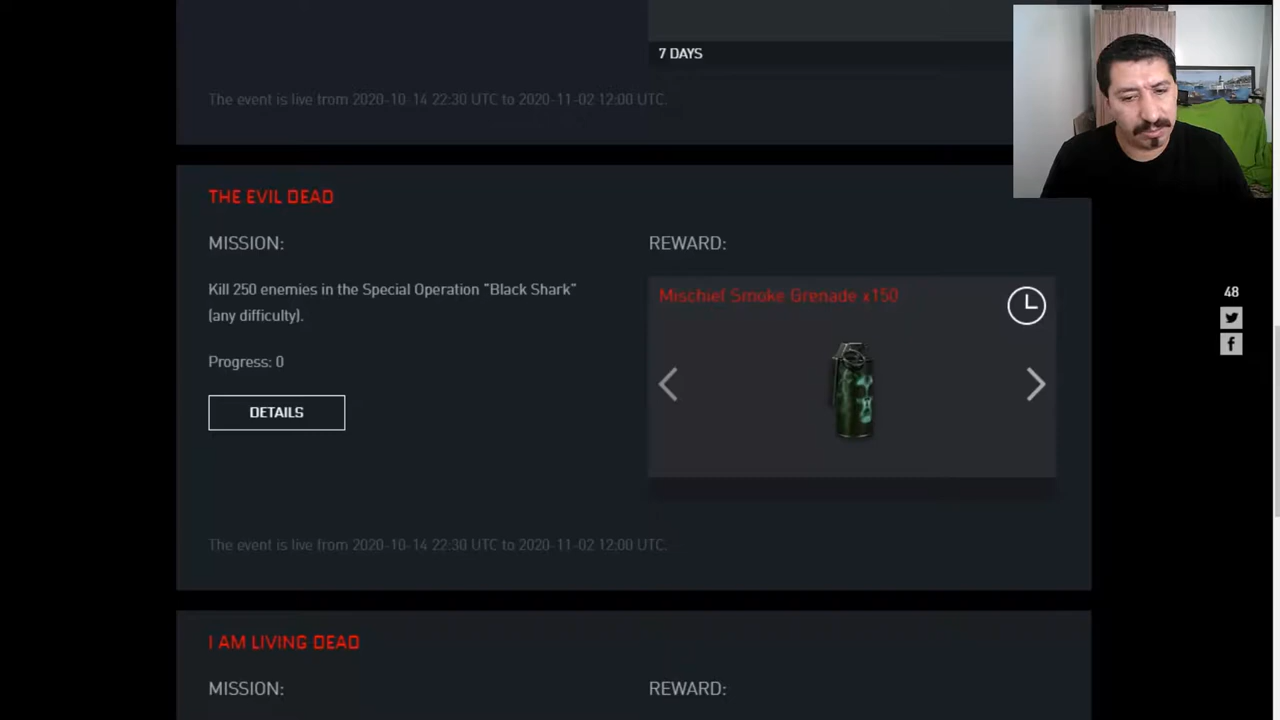 7 DAYS
The event is live from 2020-10-14 22:30 UTC to 2020-11-02 12:00 UTC.
THE EVIL DEAD
MISSION:
Kill 250 enemies in the Special Operation "Black Shark"
(any difficulty).
Progress: 0
DETAILS
REWARD:
Mischief Smoke Grenade x150
The event is live from 2020-10-14 22:30 UTC to 2020-11-02 12:00 UTC.
48
I AM LIVING DEAD
MISSION:
REWARD: